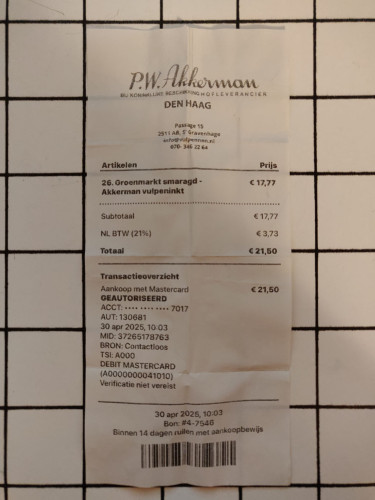 P.W. Akkerman
BIJ KONINKLIJKE BESCHIKKING HOFLEVERANCIER
DEN HAAG
Passage 15
2511 AB, 'S Gravenhage
info@vulpennen.nl
Artikelen Prijs
26. Groenmarkt smaragd - € 17,77
Akkerman vulpeninkt
Subtotaal € 17,77
NL BTW (21%) € 3,73
Totaal € 21,50
Transactieoverzicht
Aankoop met Mastercard € 21,50
GEAUTORISEERD
ACCT: •••• •••• •••• 7017
AUT: 130681
30 apr 2025, 10:03
MID: 37265178763
BRON: Contactloos
TSI: A000
DEBIT MASTERCARD
(A0000000041010)
Verificatie niet vereist
30 apr 2025, 10:03
Bon: #4-7548
Binnen 14 dagen ruilen met aankoopbewijs